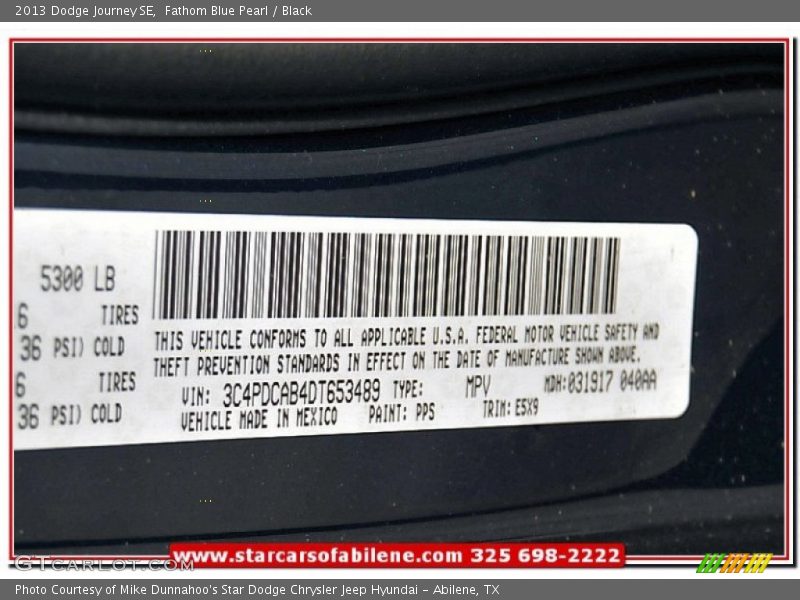 2013 Dodge Journey SE, Fathom Blue Pearl / Black
5300 LB
6 TIRES
36 PSI) COLD
6 TIRES
36 PSI) COLD
THIS VEHICLE CONFORMS TO ALL APPLICABLE U.S.A. FEDERAL MOTOR VEHICLE SAFETY AND
THEFT PREVENTION STANDARDS IN EFFECT ON THE DATE OF MANUFACTURE SHOWN ABOVE.
VIN: 3C4PDCAB4DT653489 TYPE: MPV MDH:031917 040AA
VEHICLE MADE IN MEXICO PAINT: PPS TRIM: E5X9
www.starcarsofabilene.com 325 698-2222
GTcarlot.com
Photo Courtesy of Mike Dunnahoo's Star Dodge Chrysler Jeep Hyundai - Abilene, TX